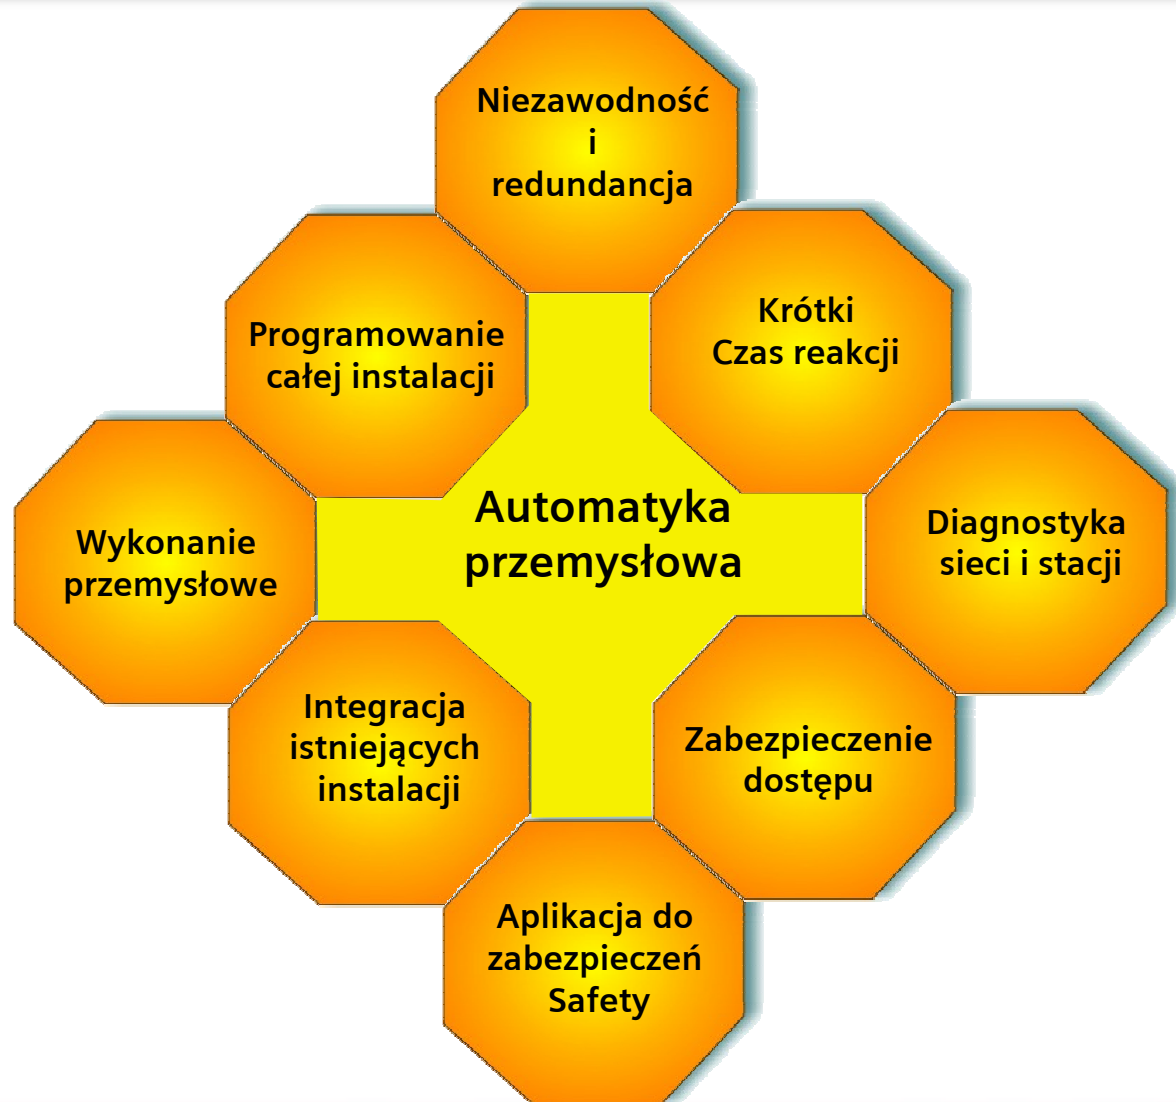 Niezawodność
i
redundancja
Programowanie
całej instalacji
Krótki
Czas reakcji
Wykonanie
przemysłowe
Automatyka
przemysłowa
Diagnostyka
sieci i stacji
Integracja
istniejących
instalacji
Zabezpieczenie
dostępu
Aplikacja do
zabezpieczeń
Safety